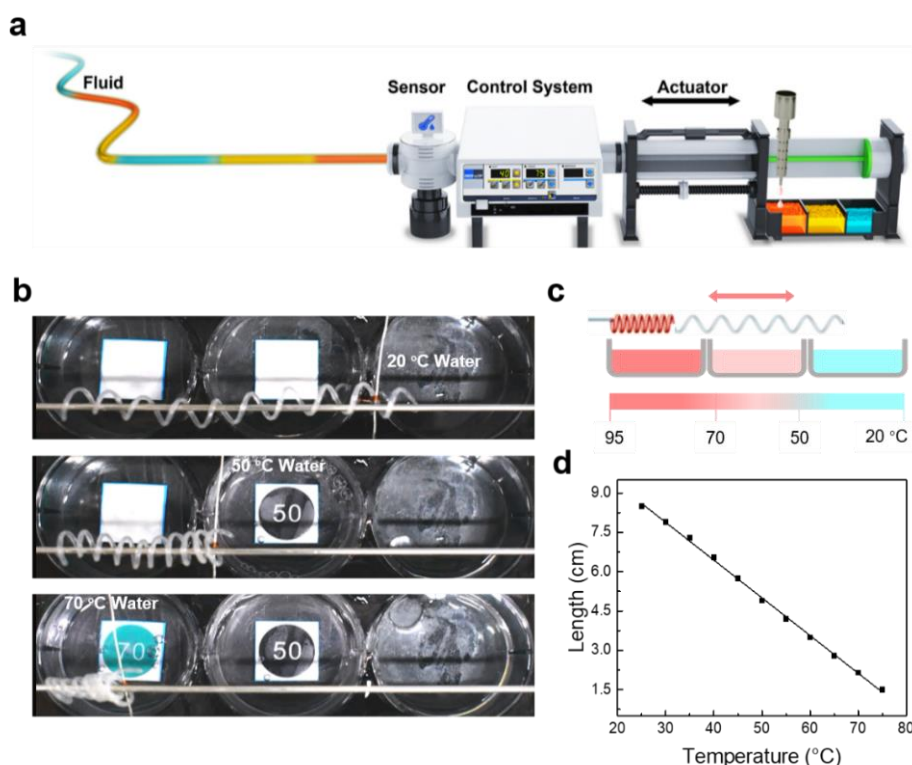 a
Fluid
Sensor
Control System
Actuator
b
20 °C Water
50 °C Water
50
70 °C Water
70
50
c
95
70
50
20 °C
d
9.0
7.5
6.0
4.5
3.0
1.5
Length (cm)
20 30 40 50 60 70 80
Temperature (°C)